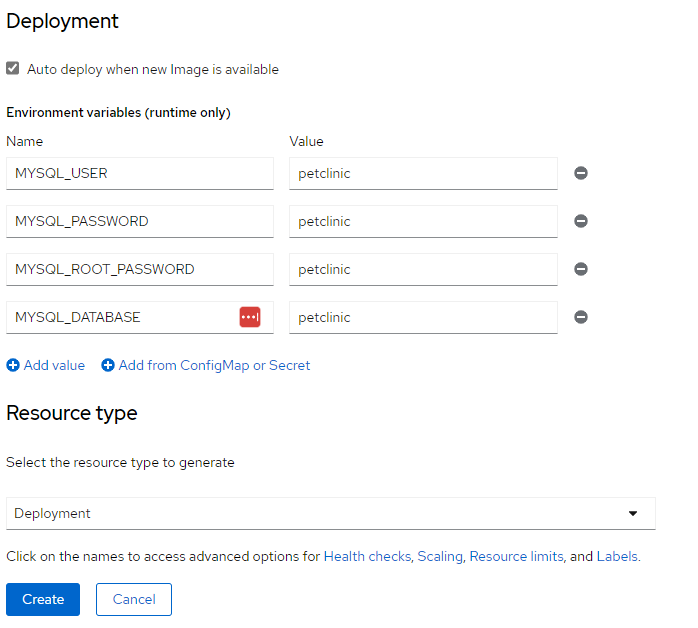 Deployment
Auto deploy when new Image is available
Environment variables (runtime only)
Name Value
MYSQL_USER petclinic
MYSQL_PASSWORD petclinic
MYSQL_ROOT_PASSWORD petclinic
MYSQL_DATABASE petclinic
Add value Add from ConfigMap or Secret
Resource type
Select the resource type to generate
Deployment
Click on the names to access advanced options for Health checks, Scaling, Resource limits, and Labels.
Create Cancel